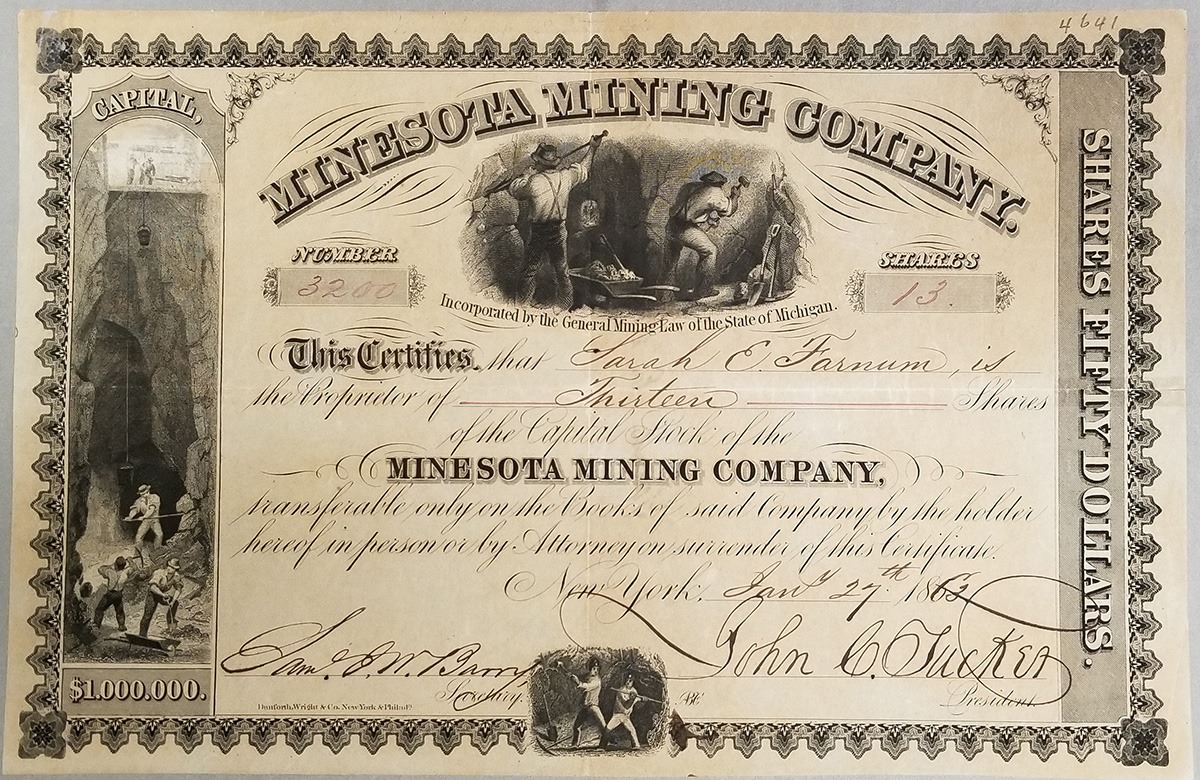 4641
CAPITAL,
MINESOTA MINING COMPANY.
NUMBER
3200
SHARES
13.
Incorporated by the General Mining Law of the State of Michigan.
This Certifies, that Sarah E. Farnum, is
the Proprietor of Thirteen Shares
of the Capital Stock of the
MINESOTA MINING COMPANY,
transferable only on the Books of said Company by the holder
hereof in person or by Attorney on surrender of this Certificate.
New York, Jany 27th 1863
Saml J. W. Barry
John C. Tucker
Secretary.
President.
$1.000.000.
Danforth, Wright & Co. New York & Philada
SHARES FIFTY DOLLARS.